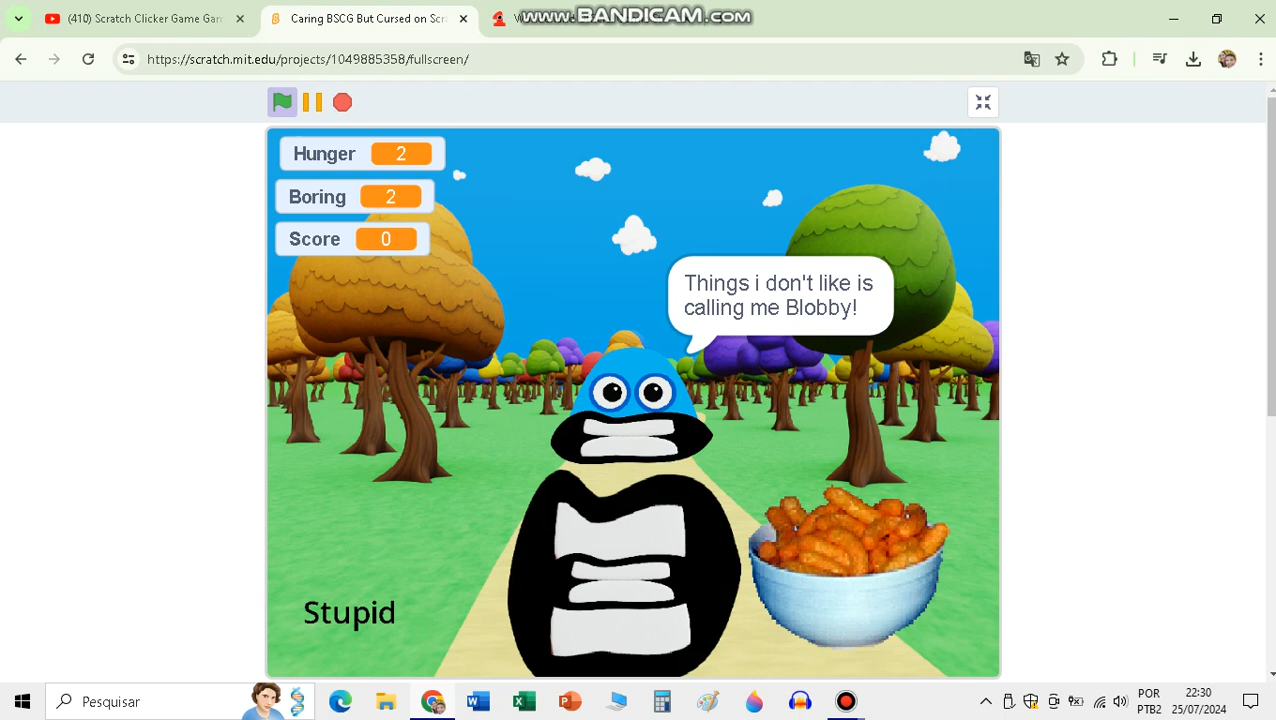 (410) Scratch Clicker Game Gam
Caring BSCG But Cursed on Scr
www.BANDICAM.com
https://scratch.mit.edu/projects/1049885358/fullscreen/
Hunger 2
Boring 2
Score 0
Things i don't like is
calling me Blobby!
Stupid
Pesquisar
POR
PTB2
22:30
25/07/2024